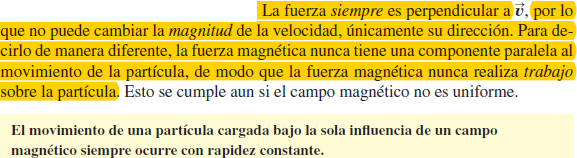 La fuerza siempre es perpendicular a v⃗, por lo
que no puede cambiar la magnitud de la velocidad, únicamente su dirección. Para de-
cirlo de manera diferente, la fuerza magnética nunca tiene una componente paralela al
movimiento de la partícula, de modo que la fuerza magnética nunca realiza trabajo
sobre la partícula. Esto se cumple aun si el campo magnético no es uniforme.
El movimiento de una partícula cargada bajo la sola influencia de un campo
magnético siempre ocurre con rapidez constante.